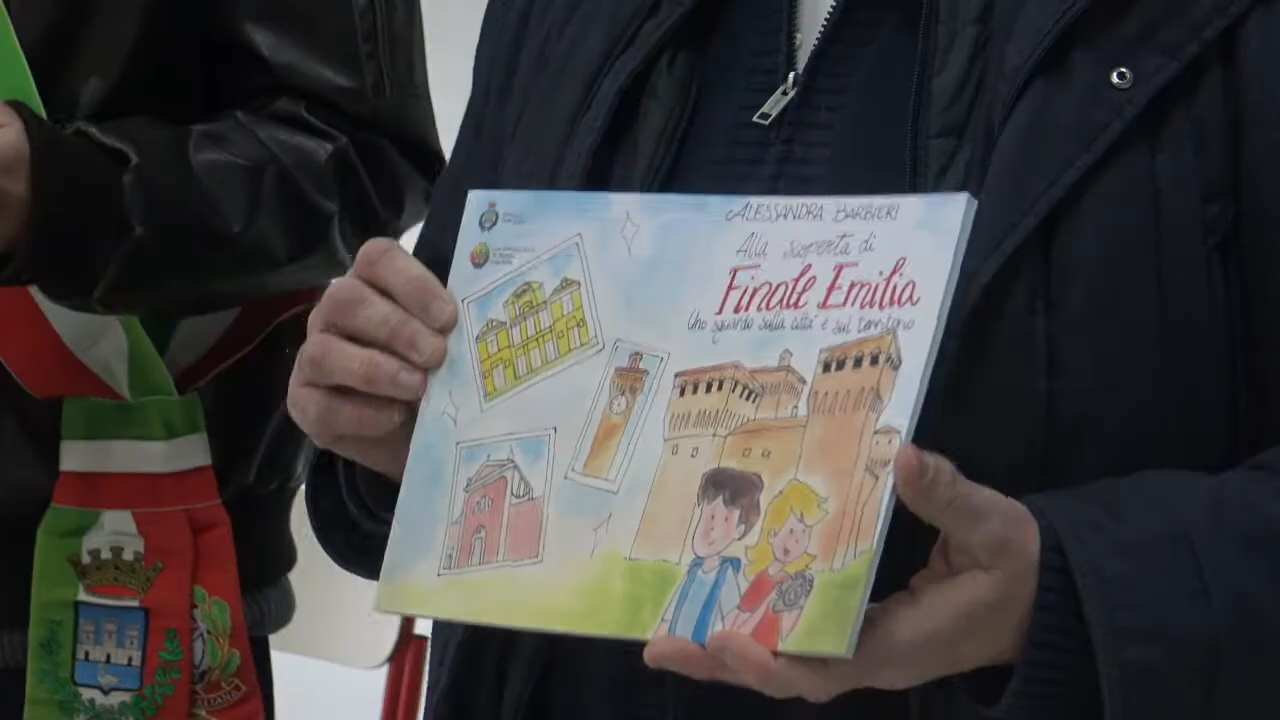 ALESSANDRA BARBIERI
Alla scoperta di
Finale Emilia
Uno sguardo sulla città e sul territorio